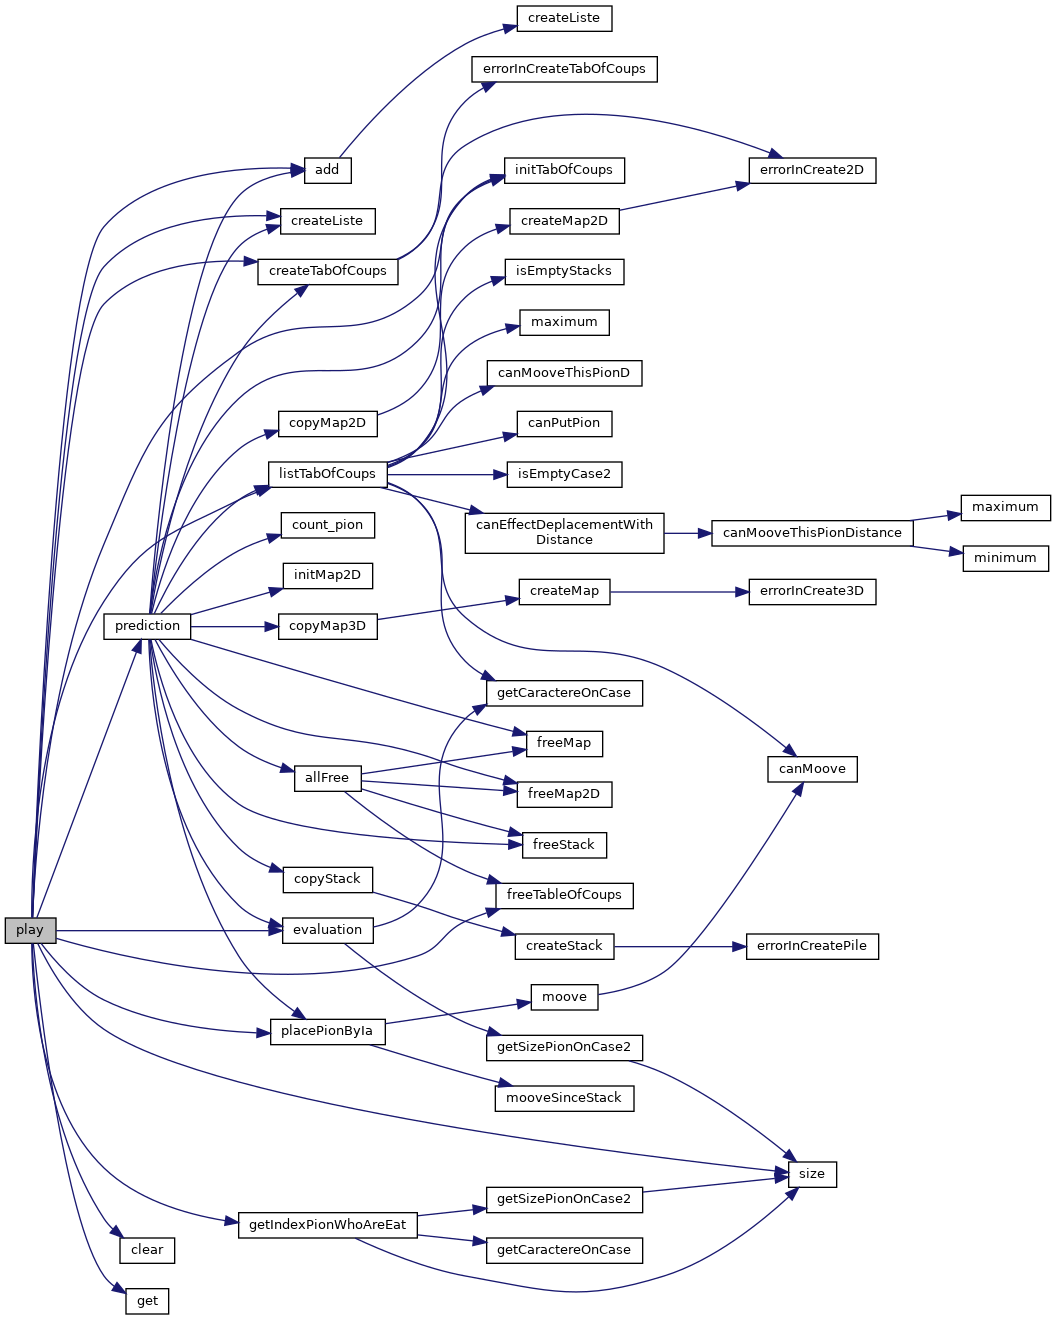 createListe
errorInCreateTabOfCoups
add
initTabOfCoups
errorInCreate2D
createListe
createMap2D
createTabOfCoups
isEmptyStacks
maximum
canMooveThisPionD
copyMap2D
canPutPion
listTabOfCoups
isEmptyCase2
count_pion
canEffectDeplacementWith
Distance
canMooveThisPionDistance
maximum
minimum
initMap2D
createMap
errorInCreate3D
prediction
copyMap3D
getCaractereOnCase
freeMap
allFree
canMoove
freeMap2D
freeStack
copyStack
freeTableOfCoups
play
evaluation
createStack
errorInCreatePile
moove
placePionByIa
getSizePionOnCase2
mooveSinceStack
size
getSizePionOnCase2
getIndexPionWhoAreEat
clear
getCaractereOnCase
get